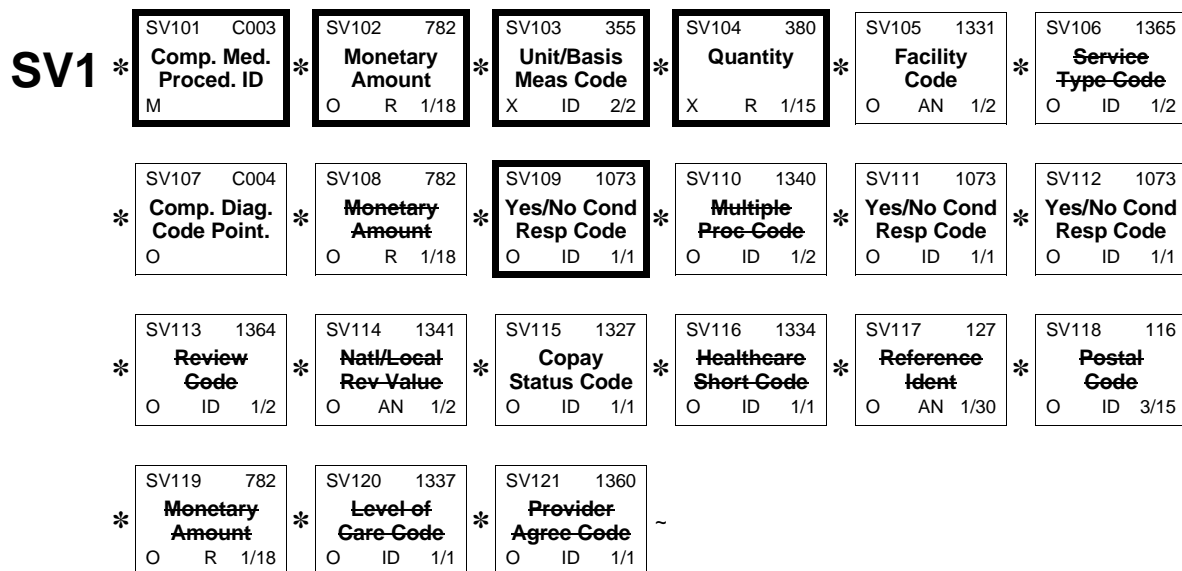 SV101 C003 SV102 782 SV103 355 SV104 380 SV105 1331 SV106 1365
SV1 * Comp. Med. * Monetary * Unit/Basis * Quantity * Facility * Service
Proced. ID Amount Meas Code Code Type Code
M O R 1/18 X ID 2/2 X R 1/15 O AN 1/2 O ID 1/2
SV107 C004 SV108 782 SV109 1073 SV110 1340 SV111 1073 SV112 1073
* Comp. Diag. * Monetary * Yes/No Cond * Multiple * Yes/No Cond * Yes/No Cond
Code Point. Amount Resp Code Proc Code Resp Code Resp Code
O O R 1/18 O ID 1/1 O ID 1/2 O ID 1/1 O ID 1/1
SV113 1364 SV114 1341 SV115 1327 SV116 1334 SV117 127 SV118 116
* Review * Natl/Local * Copay * Healthcare * Reference * Postal
Code Rev Value Status Code Short Code Ident Code
O ID 1/2 O AN 1/2 O ID 1/1 O ID 1/1 O AN 1/30 O ID 3/15
SV119 782 SV120 1337 SV121 1360
* Monetary * Level of * Provider ~
Amount Care Code Agree Code
O R 1/18 O ID 1/1 O ID 1/1